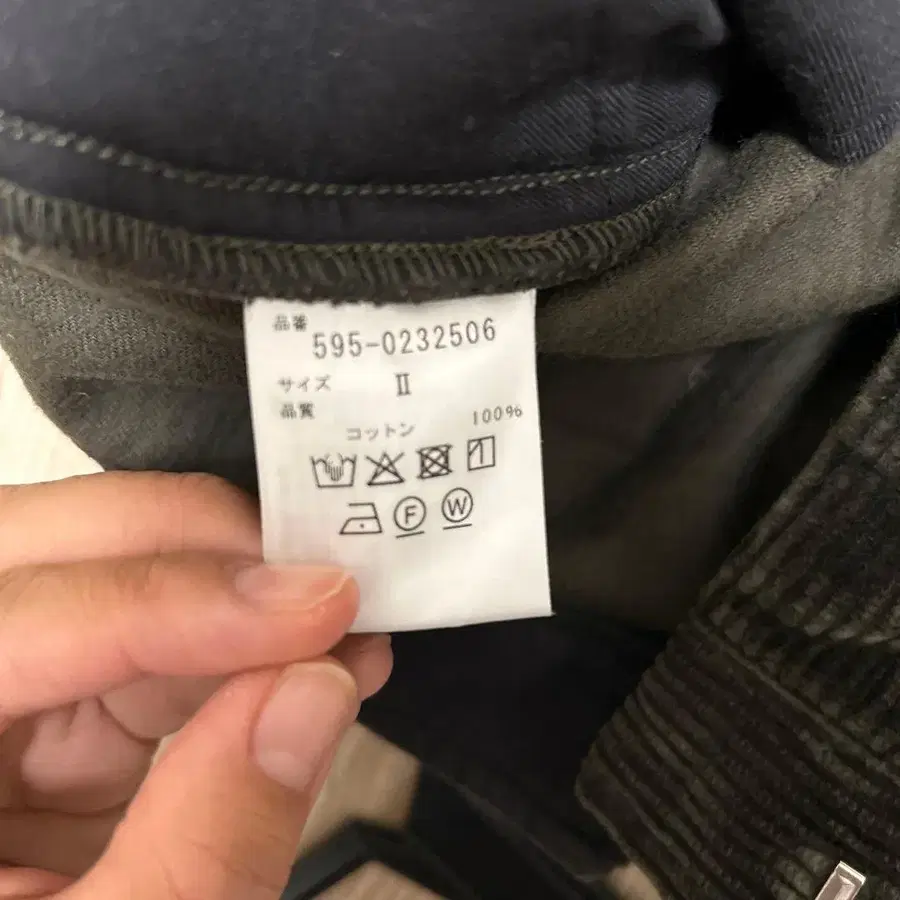 品番
595-0232506
サイズ II
品質
コットン 100%
F W